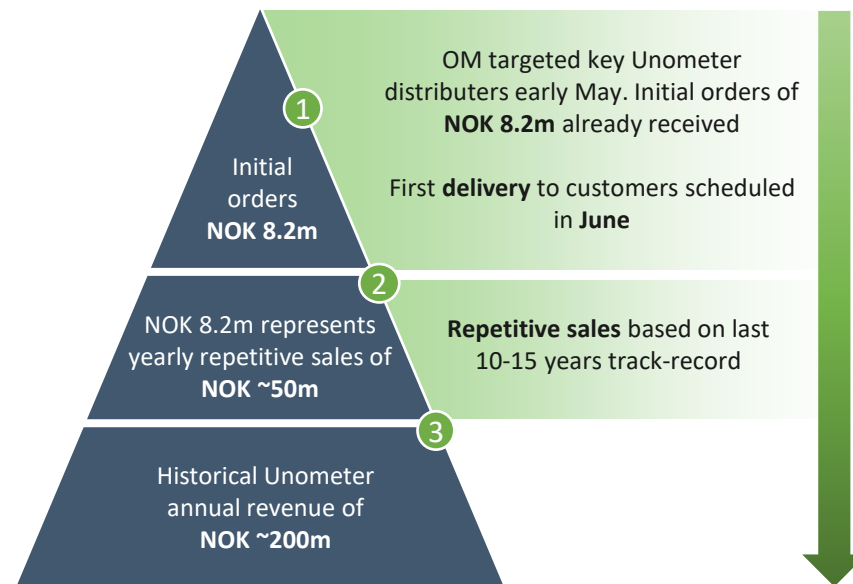 1
Initial
orders
NOK 8.2m
OM targeted key Unometer
distributers early May. Initial orders of
NOK 8.2m already received
First delivery to customers scheduled
in June
2
NOK 8.2m represents
yearly repetitive sales of
NOK ~50m
Repetitive sales based on last
10-15 years track-record
3
Historical Unometer
annual revenue of
NOK ~200m